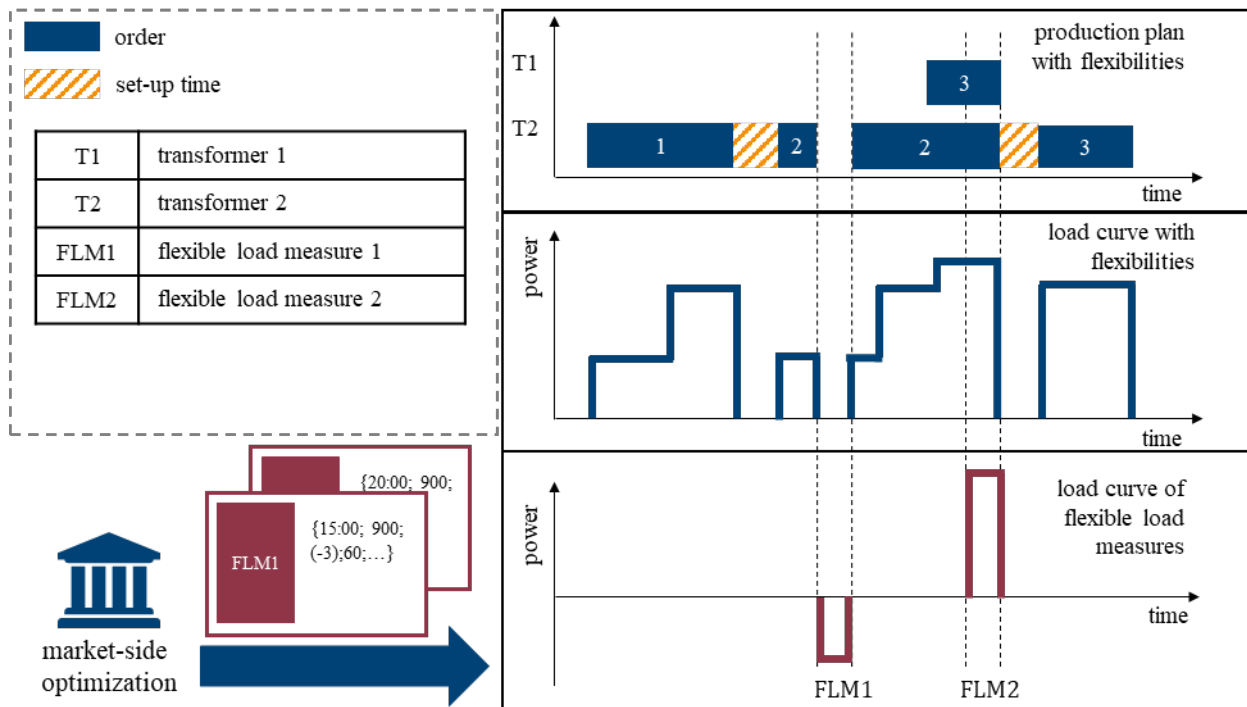 order
set-up time
T1 transformer 1
T2 transformer 2
FLM1 flexible load measure 1
FLM2 flexible load measure 2
{20:00; 900;
{15:00; 900;
(-3);60;…}
FLM1
market-side
optimization
production plan
with flexibilities
T1
3
T2
1
2
2
3
time
load curve with
flexibilities
power
time
load curve of
flexible load
measures
power
time
FLM1
FLM2